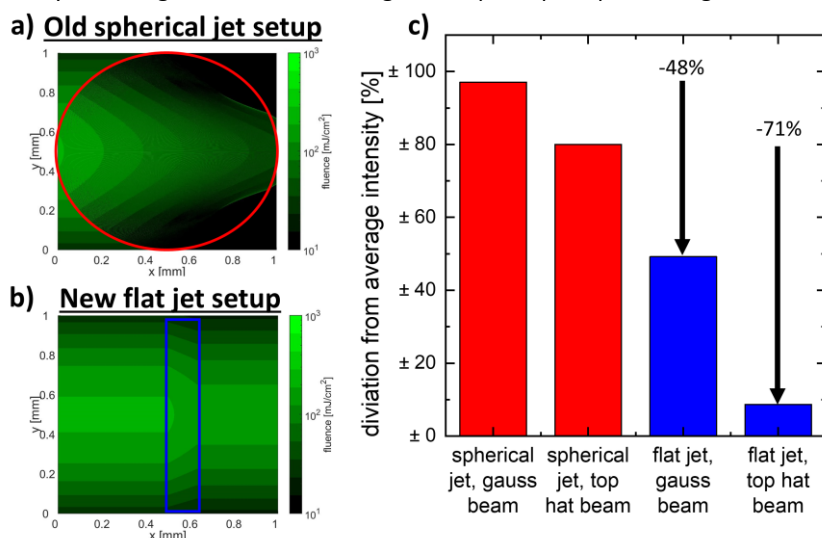 a) Old spherical jet setup
1
0.8
0.6
0.4
0.2
0
y [mm]
0 0.2 0.4 0.6 0.8 1
x [mm]
10³
10²
10¹
fluence [mJ/cm²]
b) New flat jet setup
1
0.8
0.6
0.4
0.2
0
y [mm]
0 0.2 0.4 0.6 0.8 1
x [mm]
10³
10²
10¹
fluence [mJ/cm²]
c)
diviation from average intensity [%]
±
± 100
± 80
± 60
± 40
± 20
± 0
-48%
-71%
spherical
jet, gauss
beam
spherical
jet, top
hat beam
flat jet,
gauss
beam
flat jet,
top hat
beam